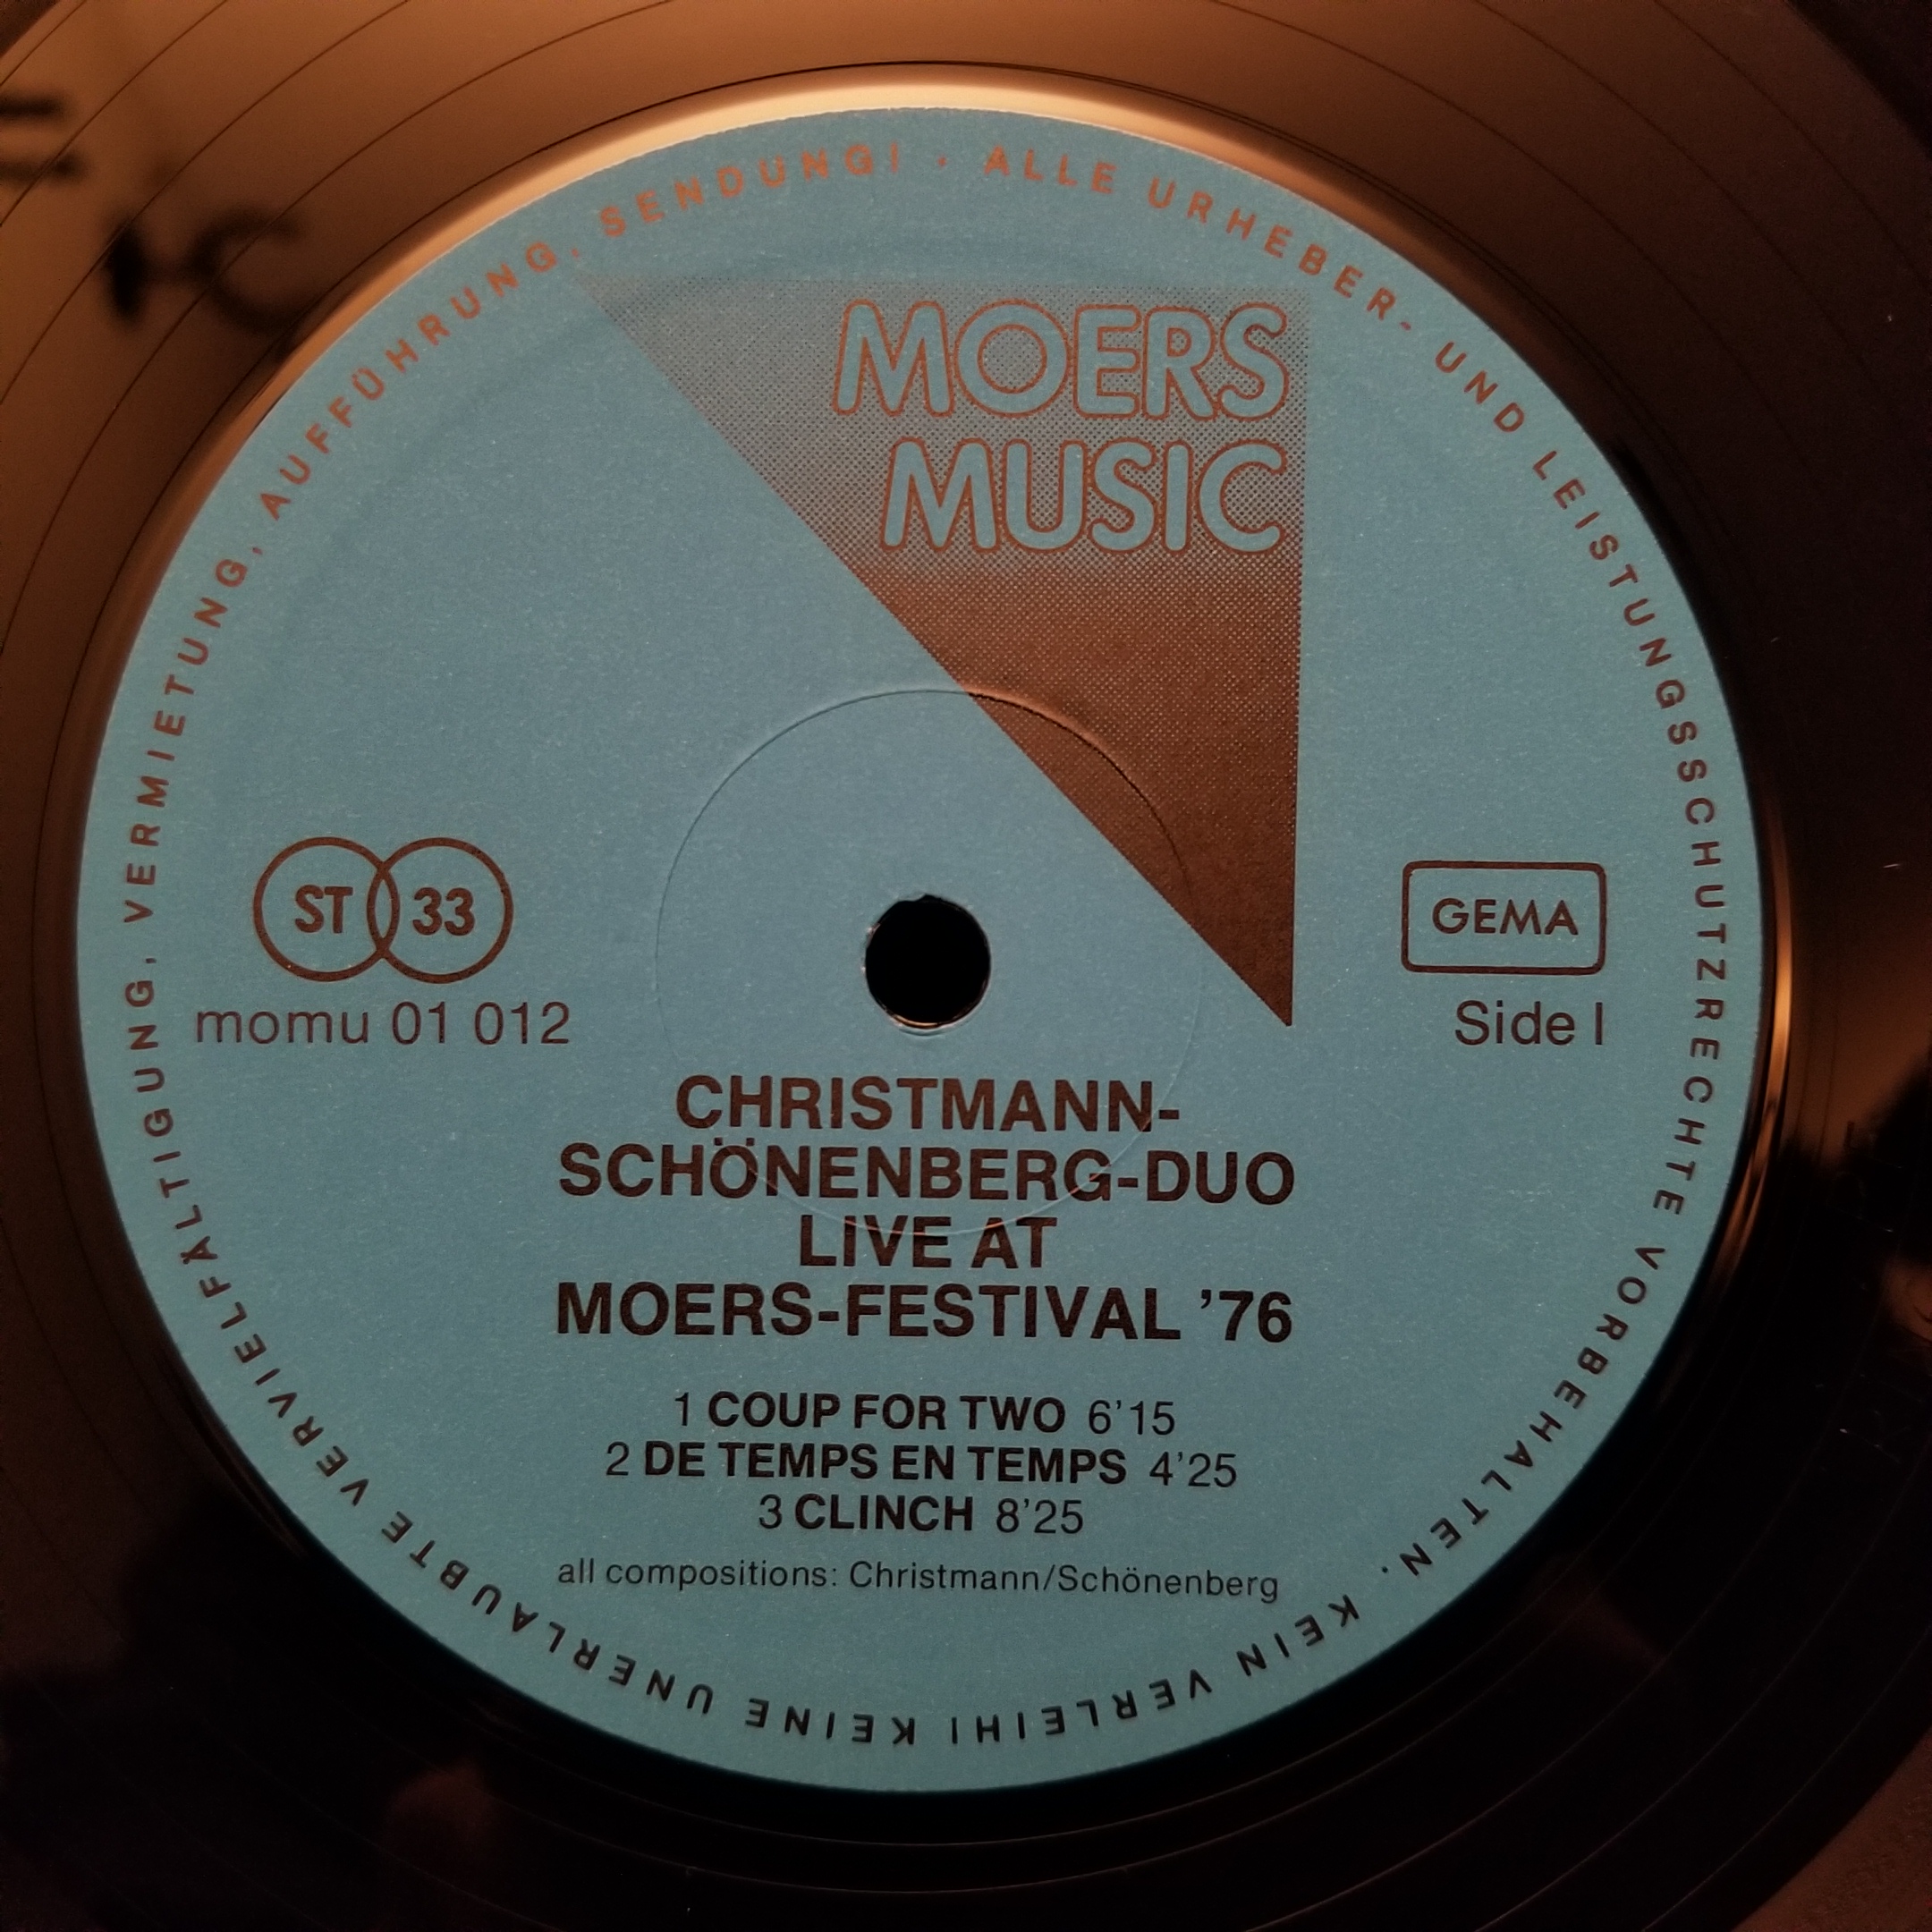 ALLE URHEBER- UND LEISTUNGSSCHUTZRECHTE VORBEHALTEN. KEIN VERLEIH! KEINE UNERLAUBTE VERVIELFÄLTIGUNG, VERMIETUNG, AUFFÜHRUNG, SENDUNG! ·
MOERS
MUSIC
ST 33
GEMA
momu 01 012
Side I
CHRISTMANN-
SCHÖNENBERG-DUO
LIVE AT
MOERS-FESTIVAL ’76
1 COUP FOR TWO 6’15
2 DE TEMPS EN TEMPS 4’25
3 CLINCH 8’25
all compositions: Christmann/Schönenberg